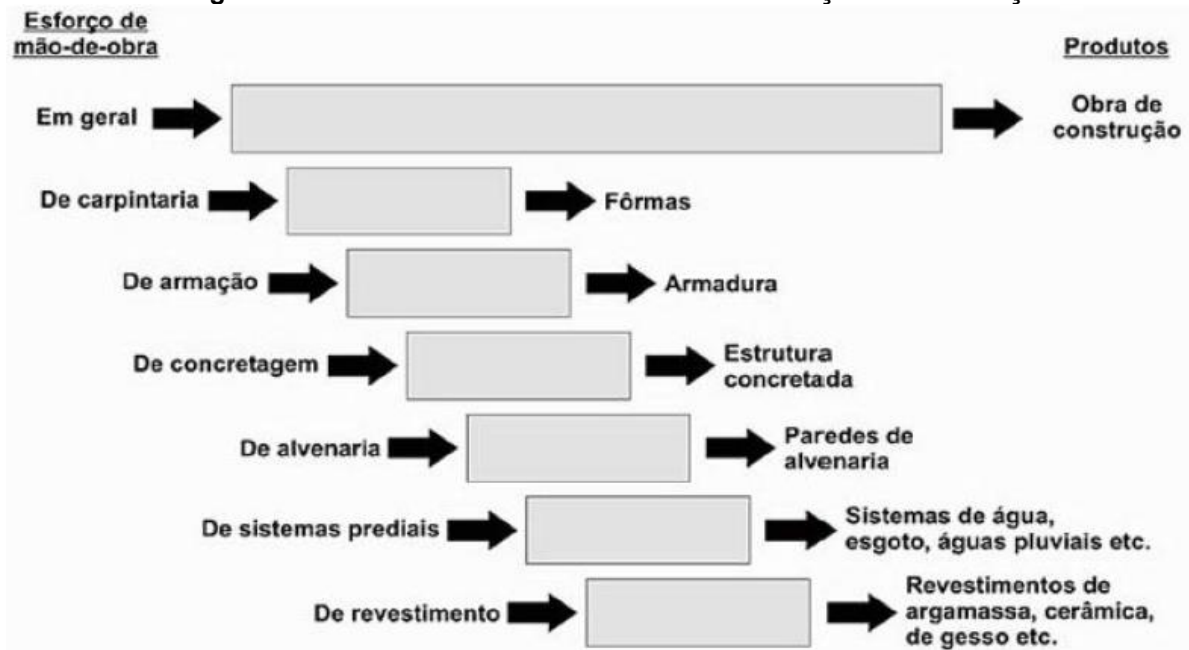 Esforço de
mão-de-obra
Produtos
Em geral
Obra de
construção
De carpintaria
Fôrmas
De armação
Armadura
De concretagem
Estrutura
concretada
De alvenaria
Paredes de
alvenaria
De sistemas prediais
Sistemas de água,
esgoto, águas pluviais etc.
De revestimento
Revestimentos de
argamassa, cerâmica,
de gesso etc.